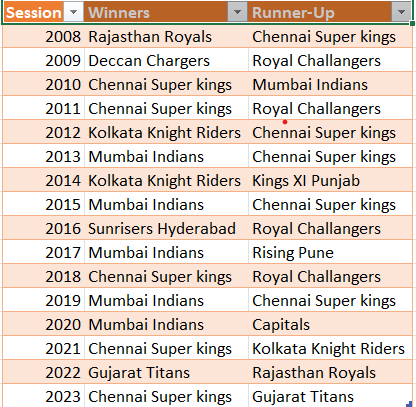 Session Winners Runner-Up
2008 Rajasthan Royals Chennai Super kings
2009 Deccan Chargers Royal Challangers
2010 Chennai Super kings Mumbai Indians
2011 Chennai Super kings Royal Challangers
2012 Kolkata Knight Riders Chennai Super kings
2013 Mumbai Indians Chennai Super kings
2014 Kolkata Knight Riders Kings XI Punjab
2015 Mumbai Indians Chennai Super kings
2016 Sunrisers Hyderabad Royal Challangers
2017 Mumbai Indians Rising Pune
2018 Chennai Super kings Royal Challangers
2019 Mumbai Indians Chennai Super kings
2020 Mumbai Indians Capitals
2021 Chennai Super kings Kolkata Knight Riders
2022 Gujarat Titans Rajasthan Royals
2023 Chennai Super kings Gujarat Titans